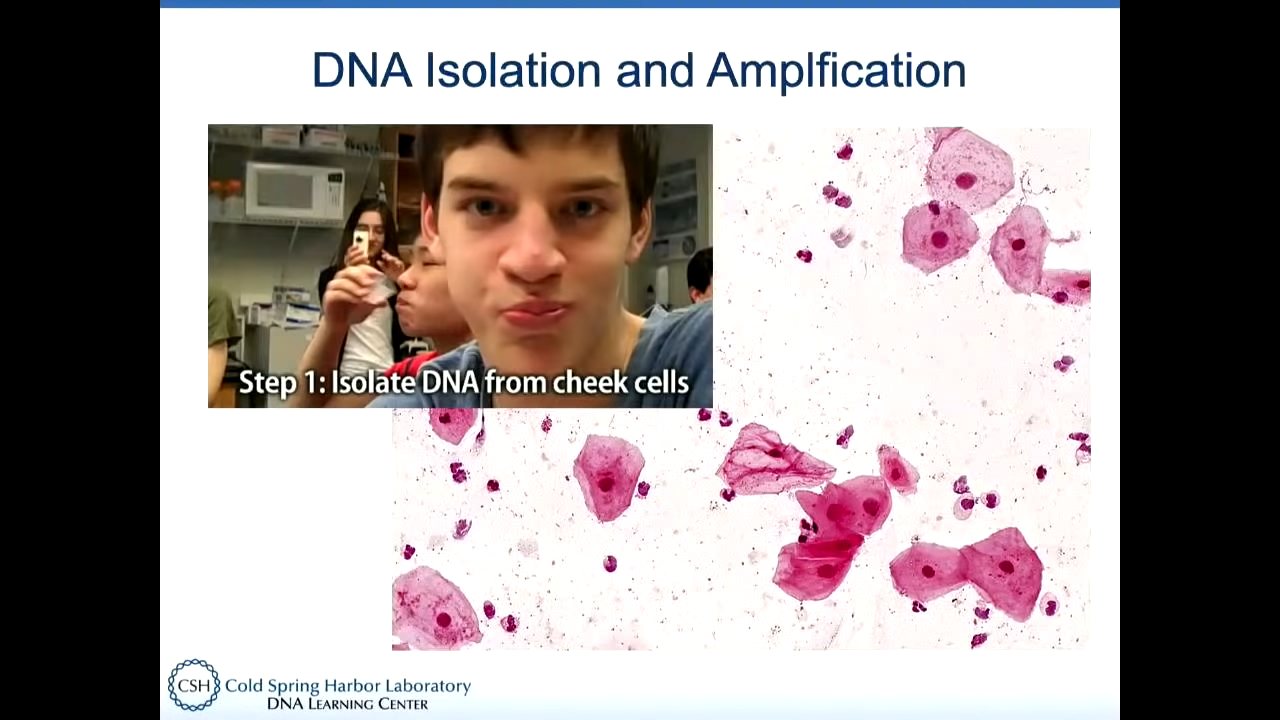 DNA Isolation and Amplfication
Step 1: Isolate DNA from cheek cells
CSH
Cold Spring Harbor Laboratory
DNA LEARNING CENTER